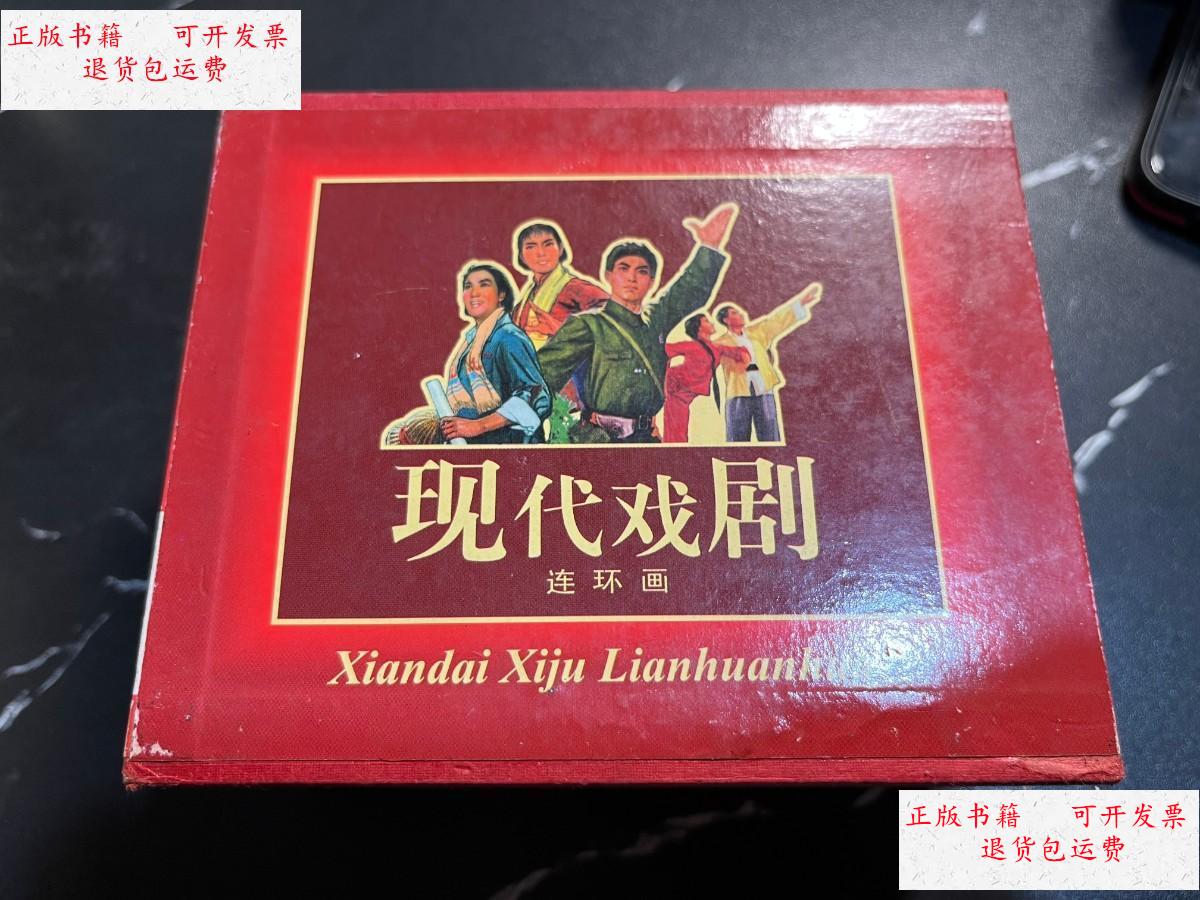 正版书籍 可开发票
退货包运费
现代戏剧
连环画
Xiandai Xiju
正版书籍 可开发票
退货包运费